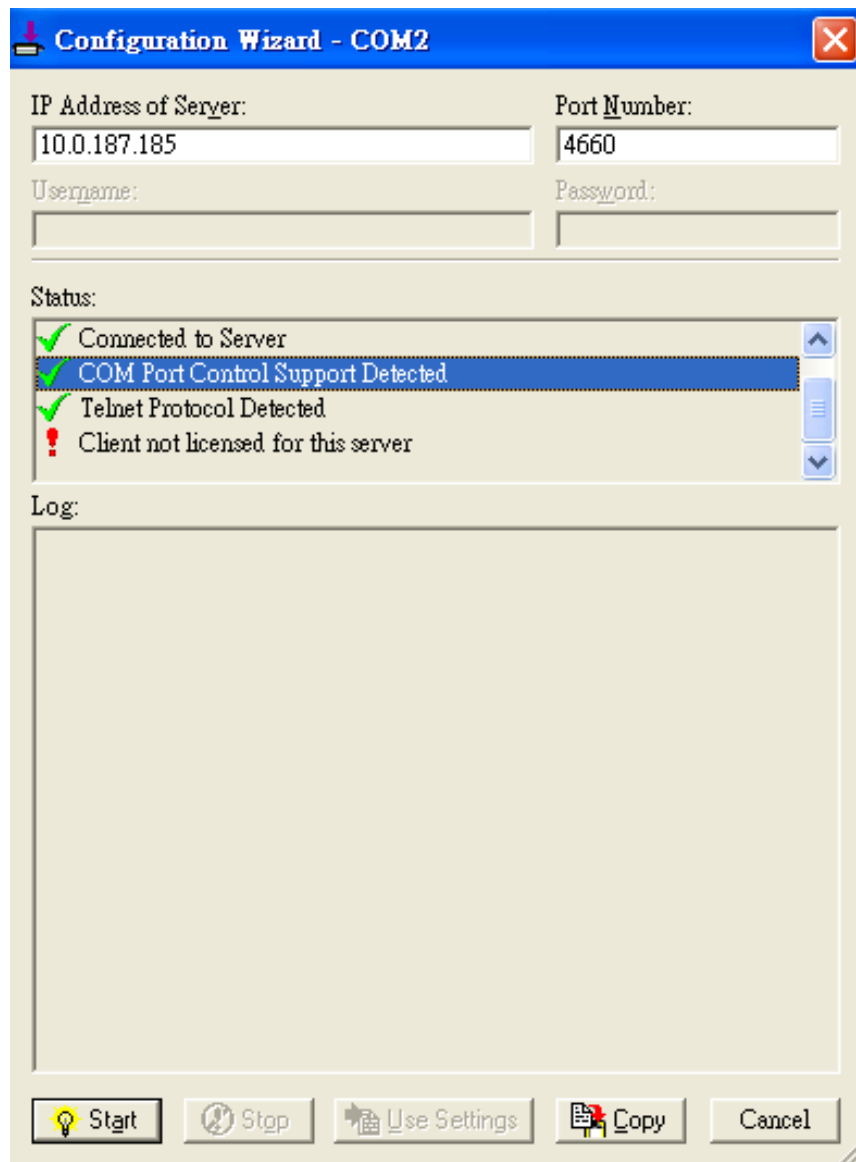 Configuration Wizard - COM2
IP Address of Server: Port Number:
10.0.187.185 4660
Username: Password:
Status:
Connected to Server
COM Port Control Support Detected
Telnet Protocol Detected
Client not licensed for this server
Log:
Start Stop Use Settings Copy Cancel